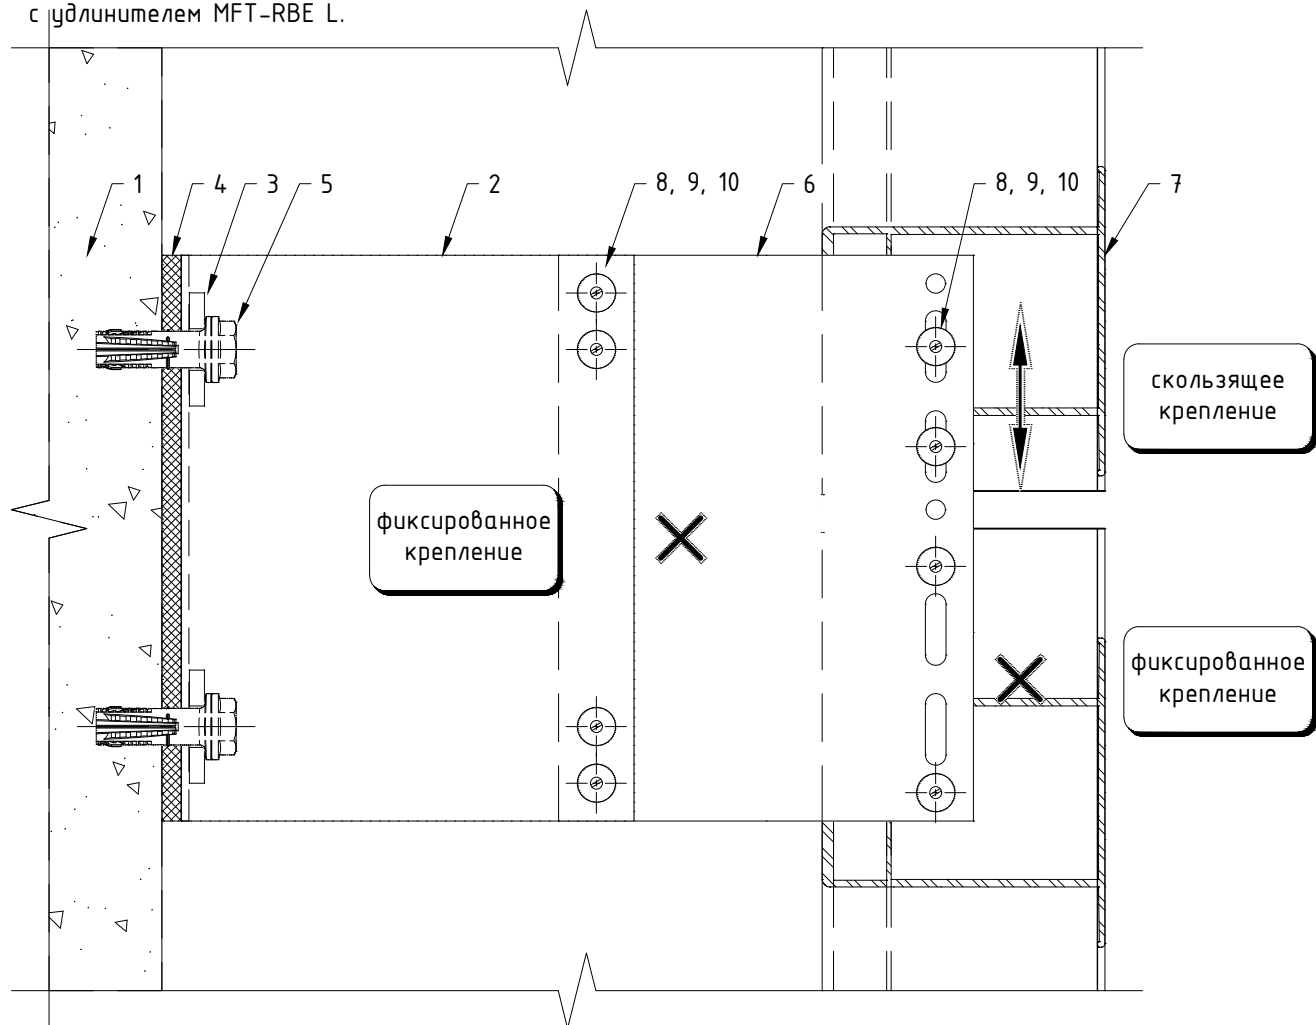 с удлинителем MFT-RBE L.
1
4
3
5
2
8, 9, 10
6
8, 9, 10
7
скользящее
крепление
фиксированное
крепление
фиксированное
крепление